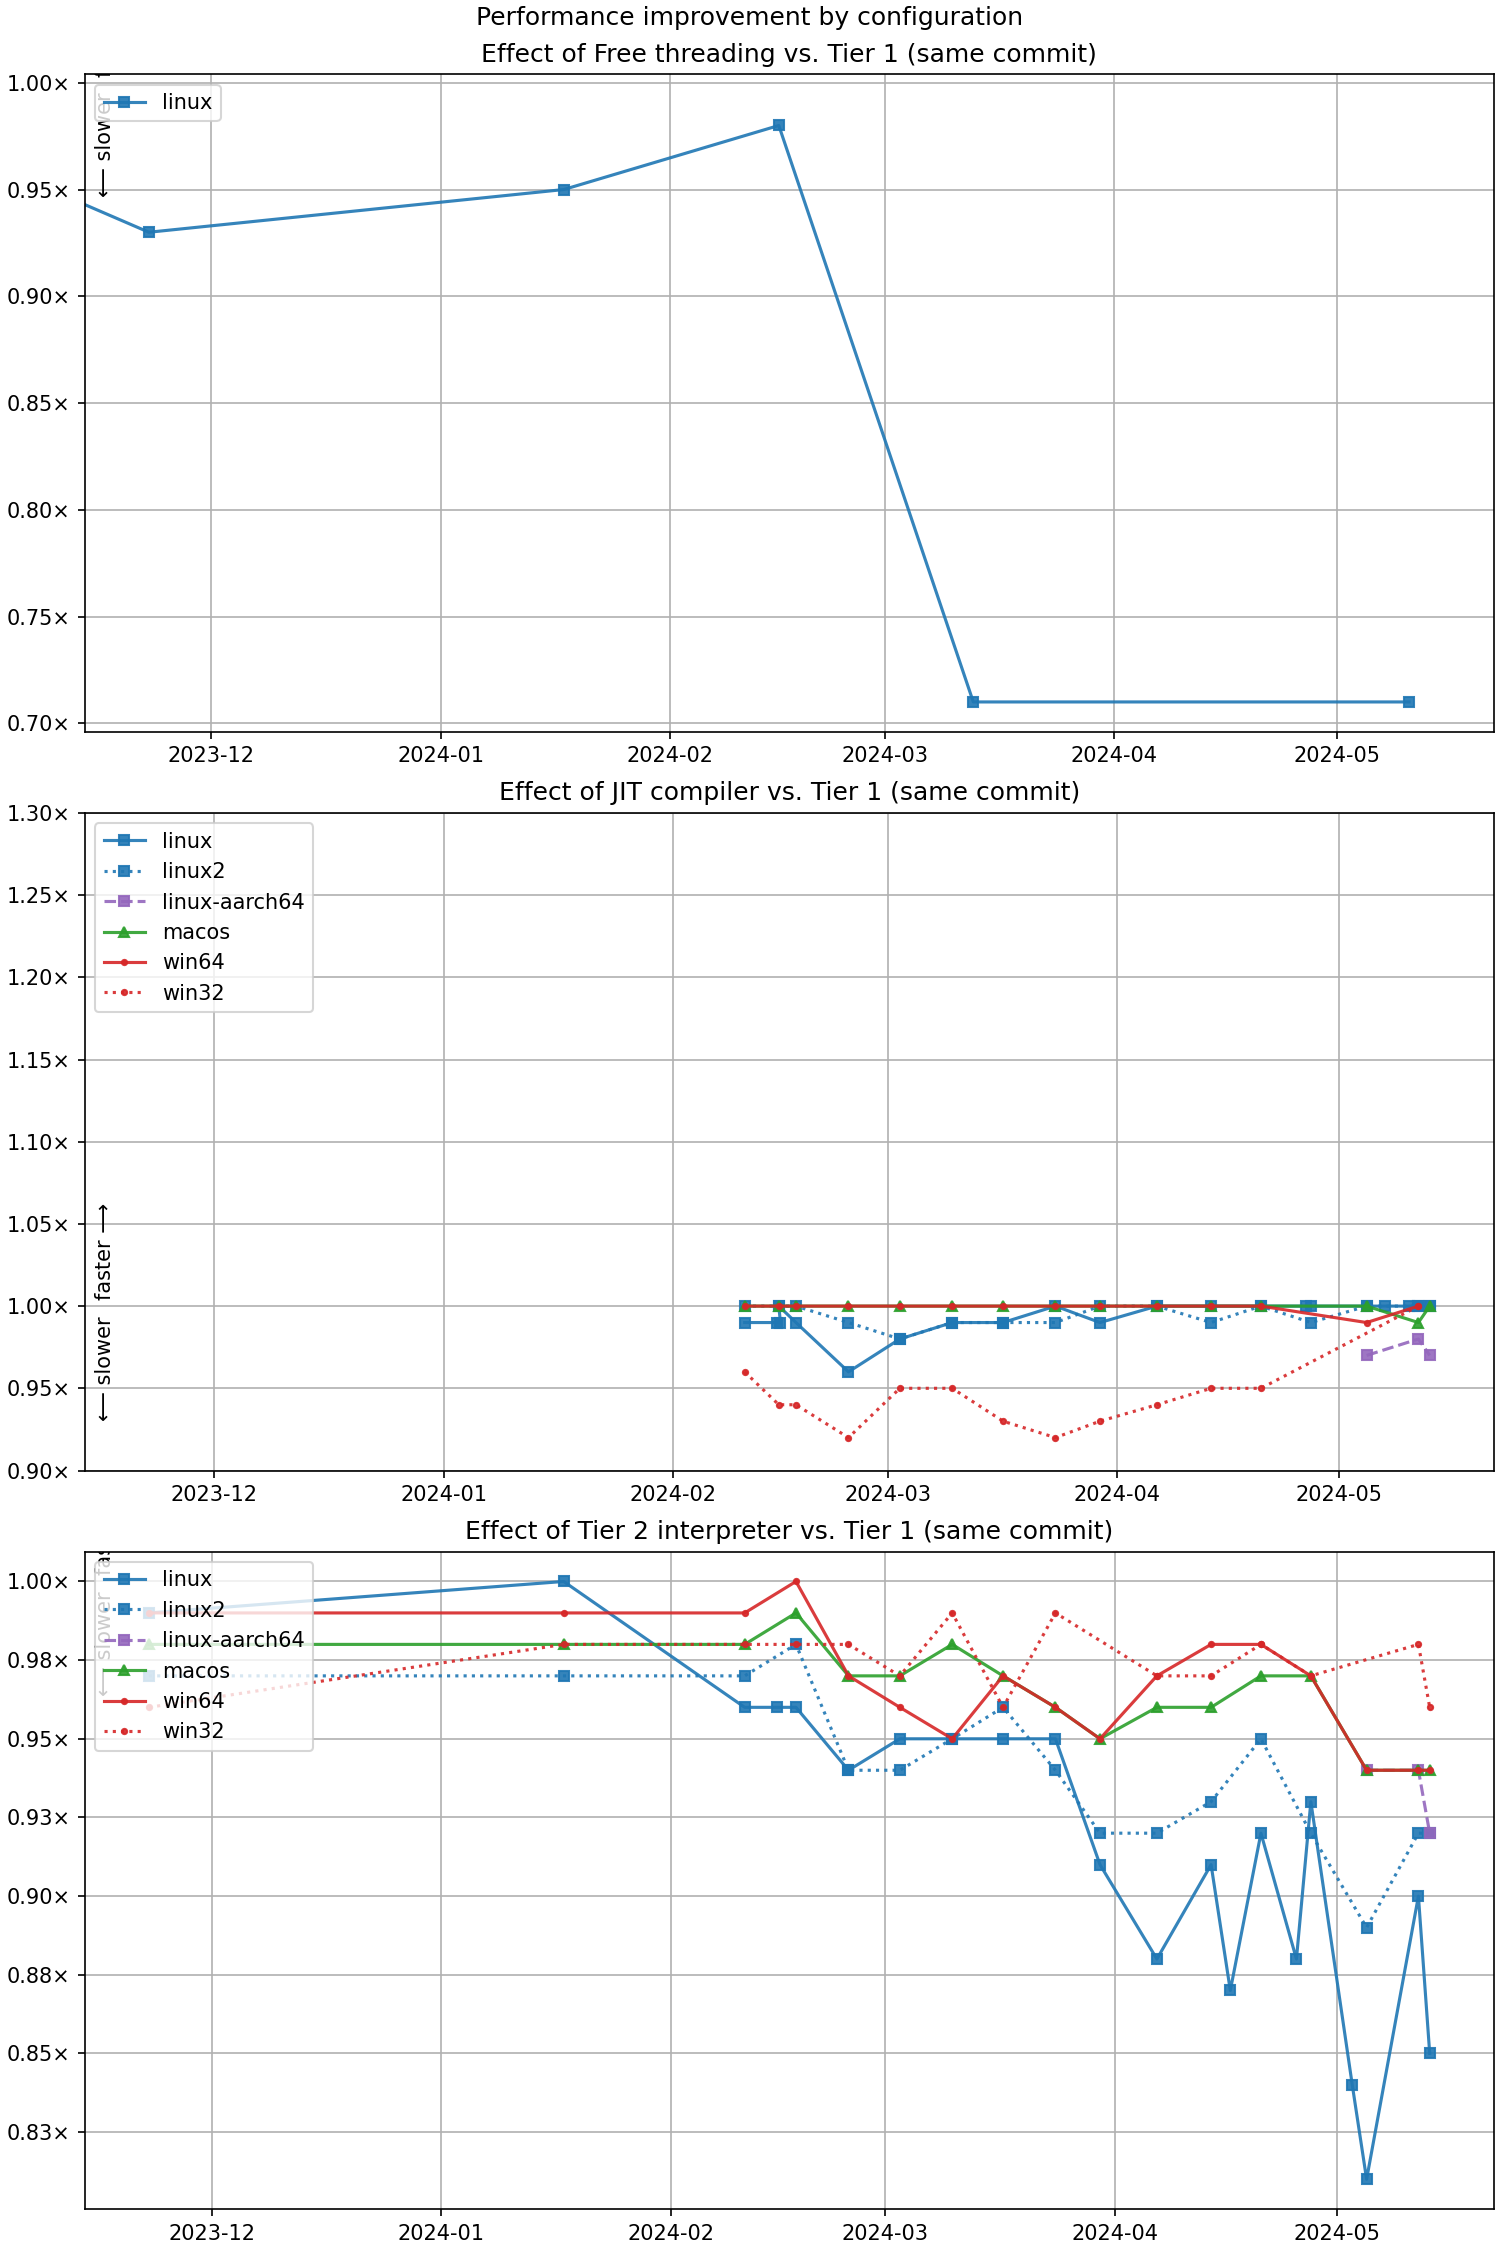 Performance improvement by configuration
Effect of Free threading vs. Tier 1 (same commit)
1.00×
0.95×
0.90×
0.85×
0.80×
0.75×
0.70×
⟵ slower
linux
2023-12
2024-01
2024-02
2024-03
2024-04
2024-05
Effect of JIT compiler vs. Tier 1 (same commit)
1.30×
1.25×
1.20×
1.15×
1.10×
1.05×
1.00×
0.95×
0.90×
⟵ slower faster ⟶
linux
linux2
linux-aarch64
macos
win64
win32
2023-12
2024-01
2024-02
2024-03
2024-04
2024-05
Effect of Tier 2 interpreter vs. Tier 1 (same commit)
1.00×
0.98×
0.95×
0.93×
0.90×
0.88×
0.85×
0.83×
⟵ slower
linux
linux2
linux-aarch64
macos
win64
win32
2023-12
2024-01
2024-02
2024-03
2024-04
2024-05